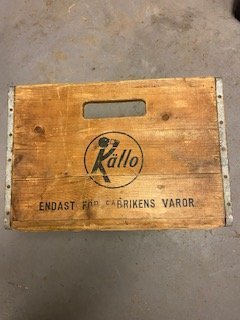 Källo
ENDAST FÖR FABRIKENS VAROR